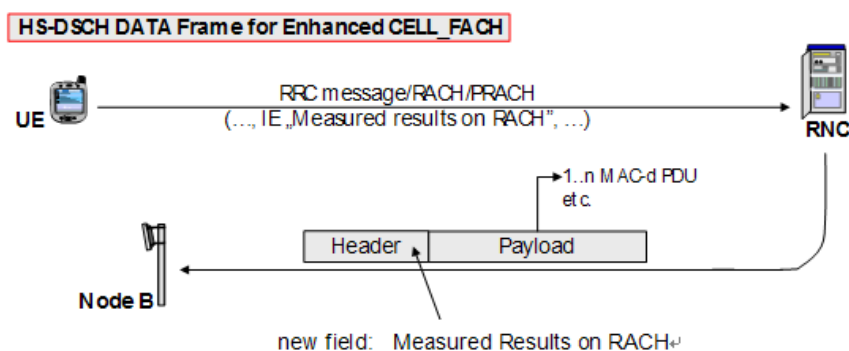 HS-DSCH DATA Frame for Enhanced CELL_FACH
RRC message/RACH/PRACH
UE
(..., IE „Measured results on RACH”, ...)
RNC
1..n MAC-d PDU
etc.
Header
Payload
Node B
new field: Measured Results on RACH↵